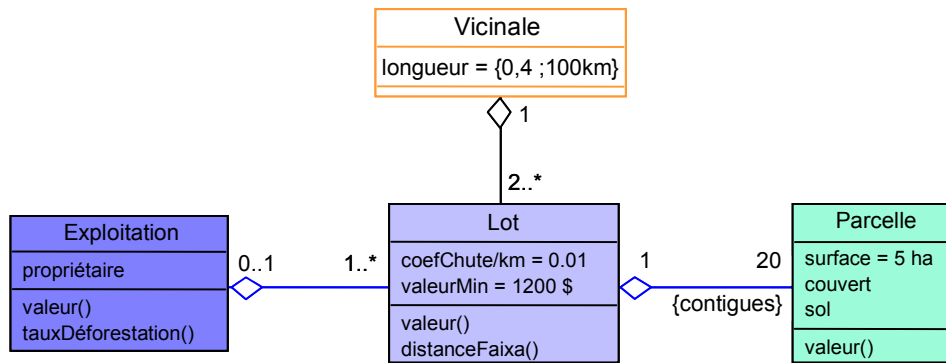 Vicinale
longueur = {0,4 ;100km}
1
2..*
Exploitation
propriétaire
valeur()
tauxDéforestation()
0..1
1..*
Lot
coefChute/km = 0.01
valeurMin = 1200 $
valeur()
distanceFaixa()
1
20
{contigues}
Parcelle
surface = 5 ha
couvert
sol
valeur()